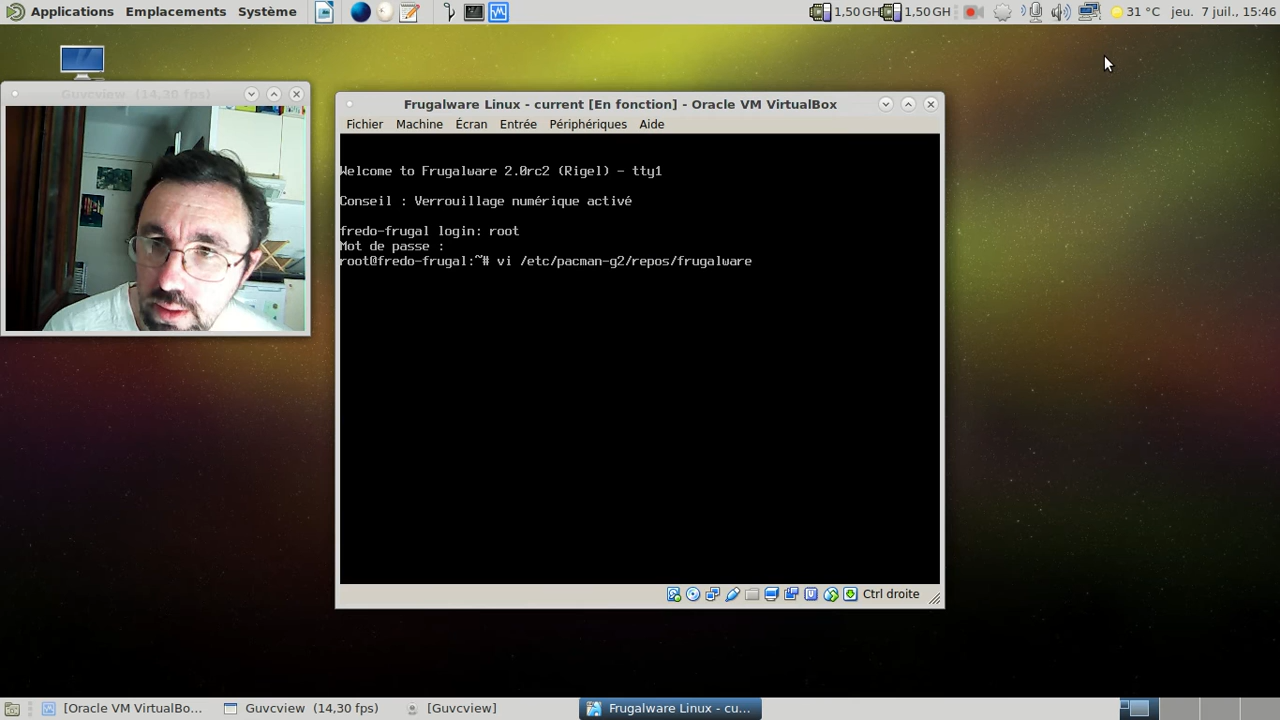 Applications Emplacements Système 1,50 GH 1,50 GH 31 °C jeu. 7 juil., 15:46
Guvcview (14,30 fps)
Frugalware Linux - current [En fonction] - Oracle VM VirtualBox
Fichier Machine Écran Entrée Périphériques Aide
Welcome to Frugalware 2.0rc2 (Rigel) - tty1
Conseil : Verrouillage numérique activé
fredo-frugal login: root
Mot de passe :
root@fredo-frugal:~# vi /etc/pacman-g2/repos/frugalware
Ctrl droite
[Oracle VM VirtualBo... Guvcview (14,30 fps) [Guvcview] Frugalware Linux - cu...